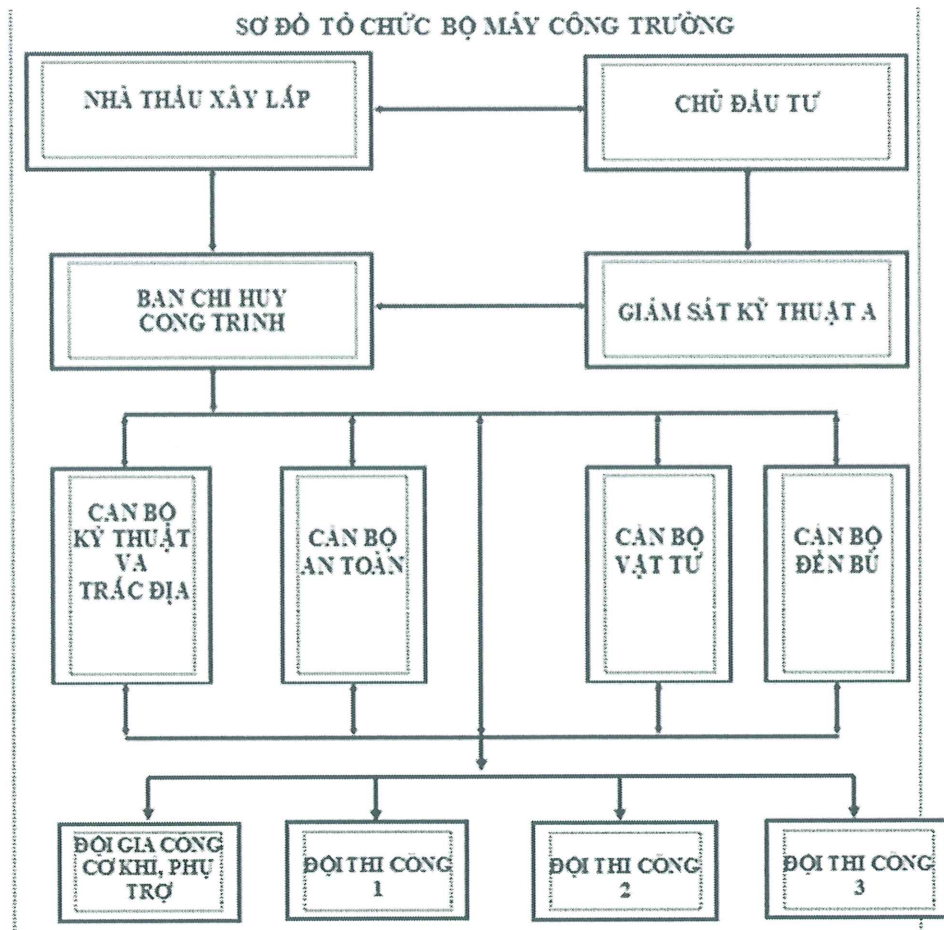 SƠ ĐỒ TỔ CHỨC BỘ MÁY CÔNG TRƯỜNG
NHÀ THẦU XÂY LẮP
CHỦ ĐẦU TƯ
BAN CHỈ HUY
CÔNG TRÌNH
GIÁM SÁT KỸ THUẬT A
CÁN BỘ
KỸ THUẬT
VÀ
TRẮC ĐỊA
CÁN BỘ
AN TOÀN
CÁN BỘ
VẬT TƯ
CÁN BỘ
ĐỀN BÙ
ĐỘI GIA CÔNG
CƠ KHÍ, PHỤ
TRỢ
ĐỘI THI CÔNG
1
ĐỘI THI CÔNG
2
ĐỘI THI CÔNG
3